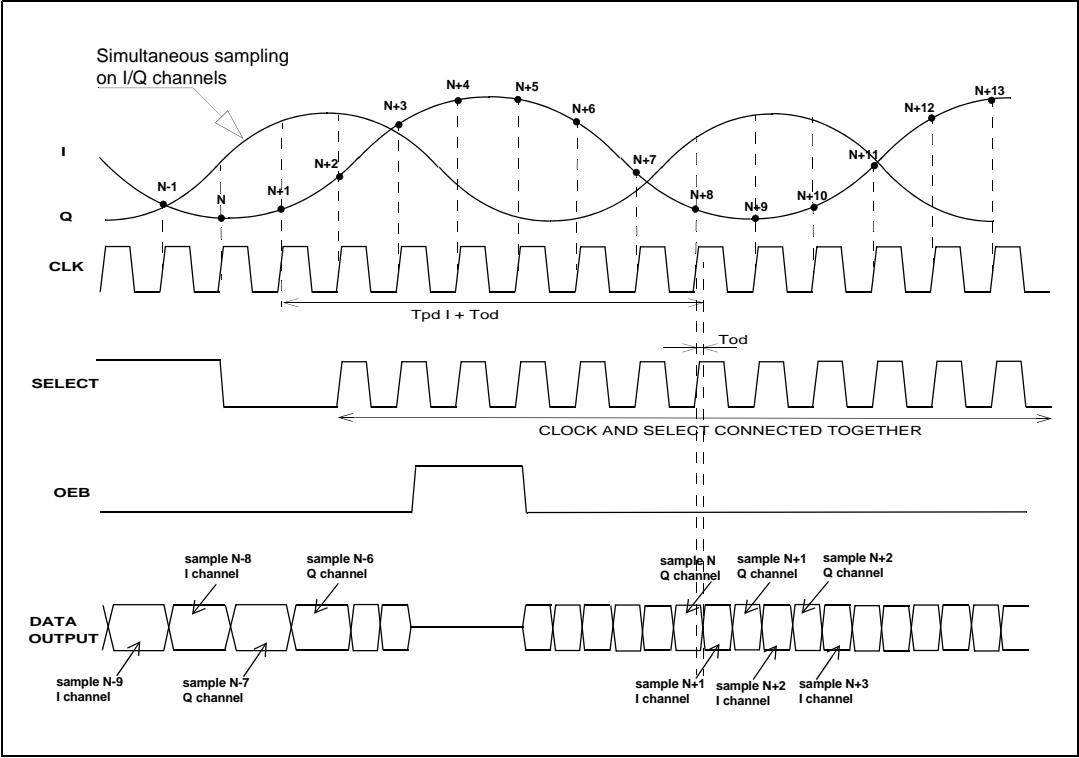 Simultaneous sampling
on I/Q channels
I
Q
N-1
N
N+1
N+2
N+3
N+4
N+5
N+6
N+7
N+8
N+9
N+10
N+11
N+12
N+13
CLK
Tpd I + Tod
Tod
SELECT
CLOCK AND SELECT CONNECTED TOGETHER
OEB
sample N-8
I channel
sample N-6
Q channel
sample N
Q channel
sample N+1
Q channel
sample N+2
Q channel
DATA
OUTPUT
sample N-9
I channel
sample N-7
Q channel
sample N+1
I channel
sample N+2
I channel
sample N+3
I channel